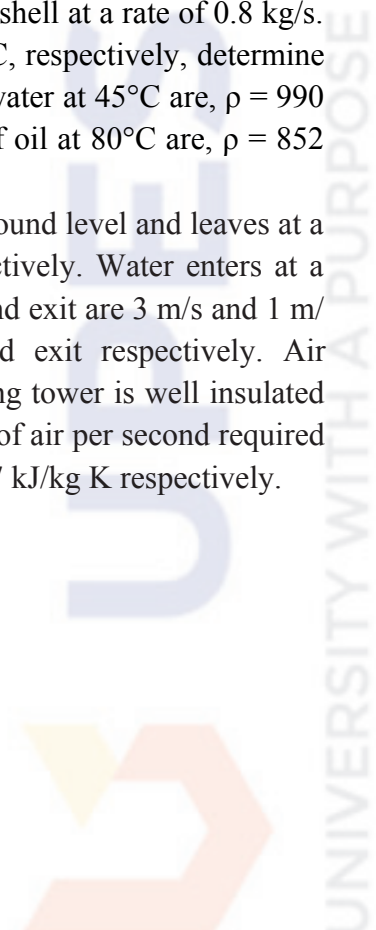 shell at a rate of 0.8 kg/s.
C, respectively, determine
water at 45°C are, ρ = 990
f oil at 80°C are, ρ = 852
ound level and leaves at a
ctively. Water enters at a
nd exit are 3 m/s and 1 m/
d exit respectively. Air
ng tower is well insulated
of air per second required
7 kJ/kg K respectively.
UPES
UNIVERSITY WITH A PURPOSE